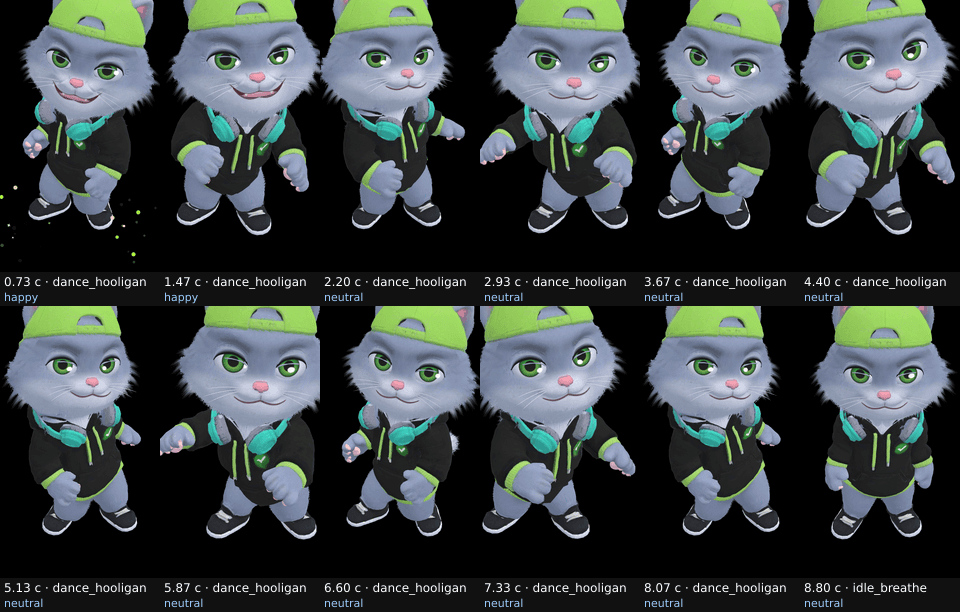 0.73 с · dance_hooligan
happy
1.47 с · dance_hooligan
happy
2.20 с · dance_hooligan
neutral
2.93 с · dance_hooligan
neutral
3.67 с · dance_hooligan
neutral
4.40 с · dance_hooligan
neutral
5.13 с · dance_hooligan
neutral
5.87 с · dance_hooligan
neutral
6.60 с · dance_hooligan
neutral
7.33 с · dance_hooligan
neutral
8.07 с · dance_hooligan
neutral
8.80 с · idle_breathe
neutral